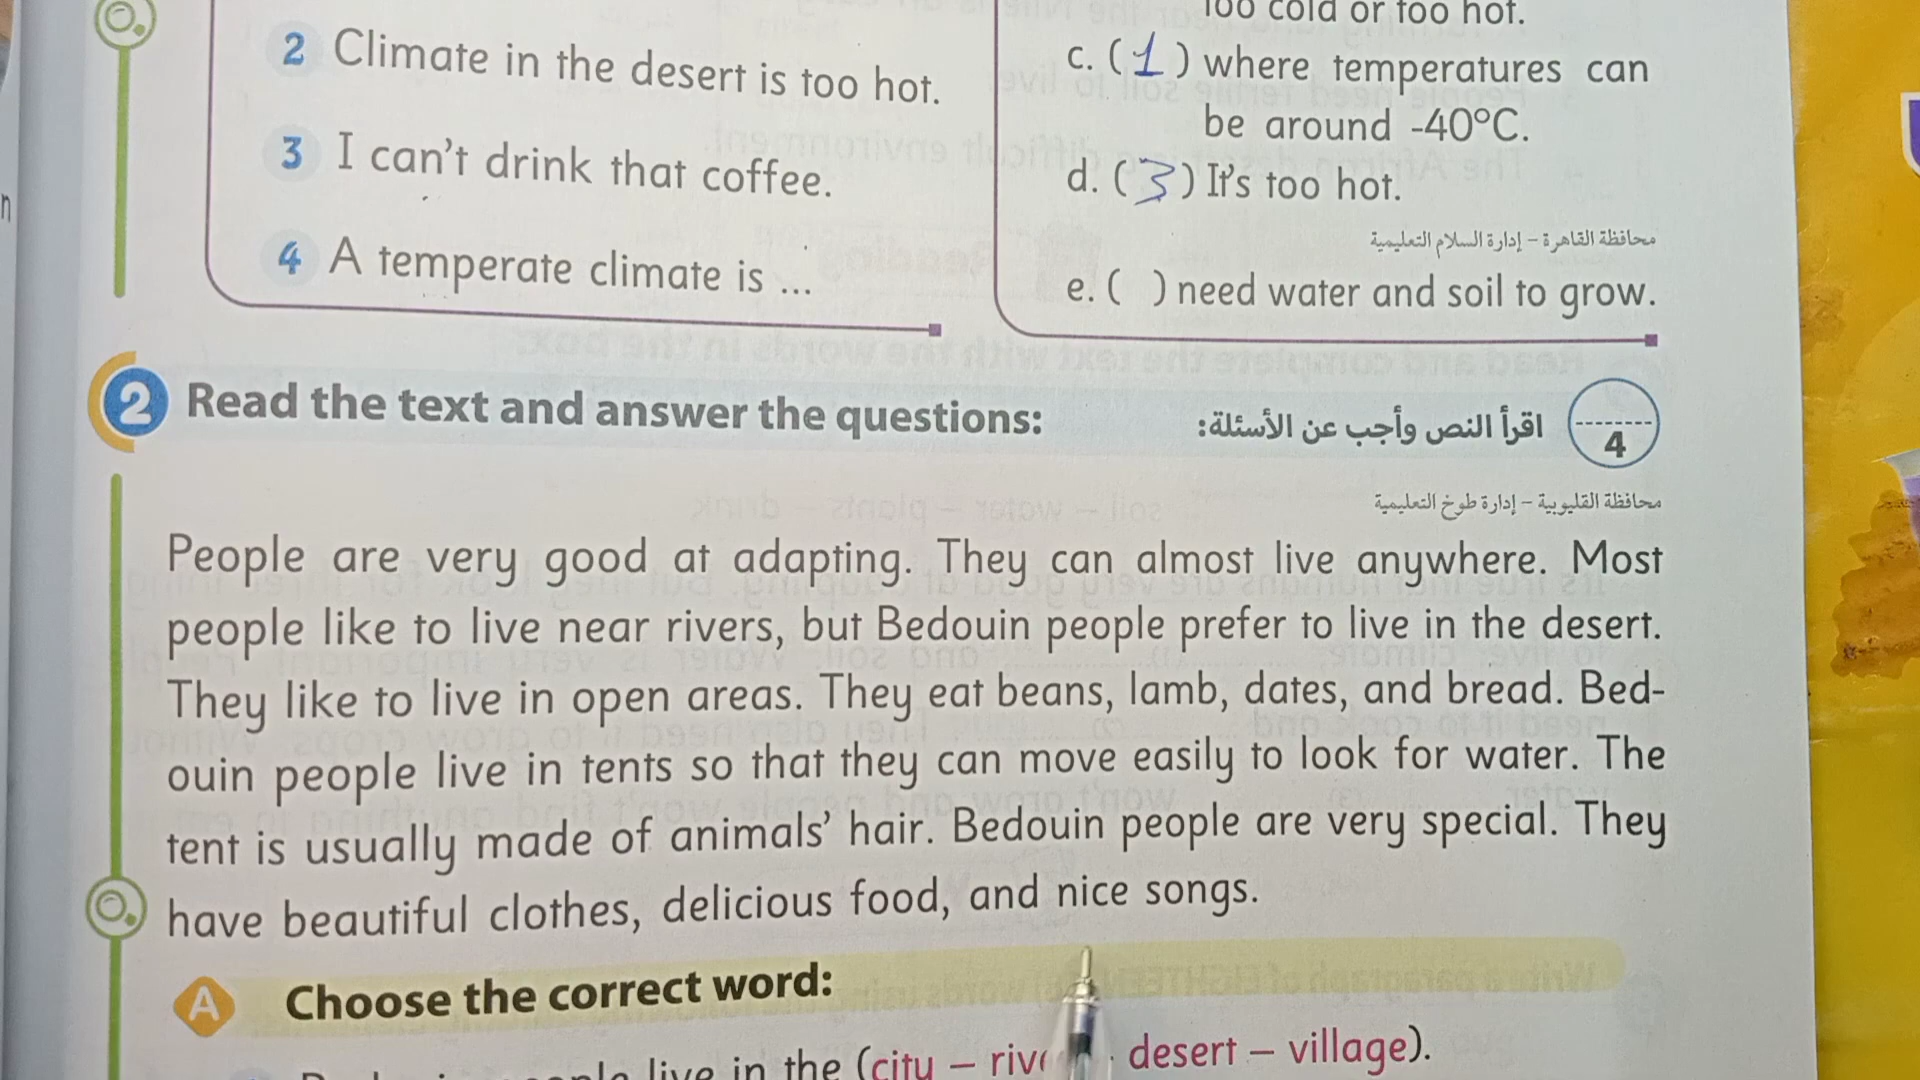 2 Climate in the desert is too hot.
3 I can't drink that coffee.
4 A temperate climate is ...
too cold or too hot.
c. (1) where temperatures can
be around -40°C.
d. (3) It's too hot.
محافظة القاهرة - إدارة السلام التعليمية
e. ( ) need water and soil to grow.
2 Read the text and answer the questions:
اقرأ النص وأجب عن الأسئلة:
4
محافظة القليوبية - إدارة طوخ التعليمية
People are very good at adapting. They can almost live anywhere. Most
people like to live near rivers, but Bedouin people prefer to live in the desert.
They like to live in open areas. They eat beans, lamb, dates, and bread. Bed-
ouin people live in tents so that they can move easily to look for water. The
tent is usually made of animals' hair. Bedouin people are very special. They
have beautiful clothes, delicious food, and nice songs.
A Choose the correct word:
live in the (city – desert – village).